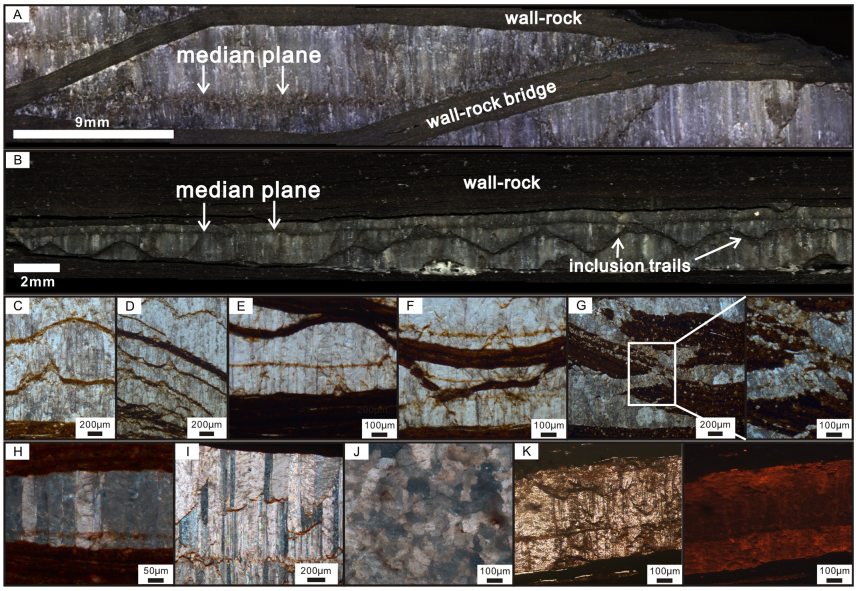 A
wall-rock
median plane
wall-rock bridge
9mm
B
median plane
wall-rock
inclusion trails
2mm
C
D
E
F
G
200μm
200μm
100μm
100μm
200μm
100μm
H
I
J
K
50μm
200μm
100μm
100μm
100μm